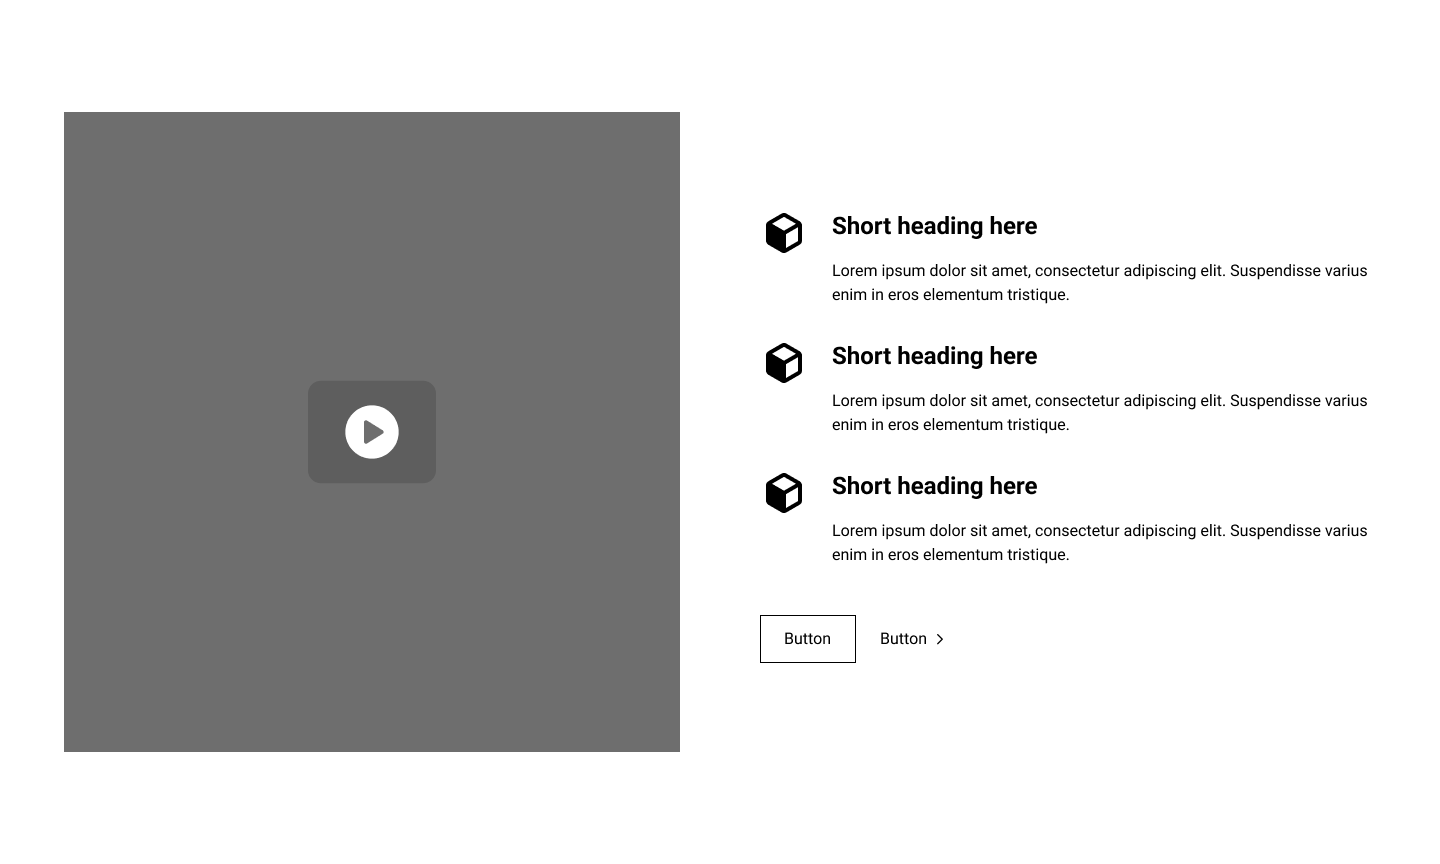 Short heading here
Lorem ipsum dolor sit amet, consectetur adipiscing elit. Suspendisse varius
enim in eros elementum tristique.
Short heading here
Lorem ipsum dolor sit amet, consectetur adipiscing elit. Suspendisse varius
enim in eros elementum tristique.
Short heading here
Lorem ipsum dolor sit amet, consectetur adipiscing elit. Suspendisse varius
enim in eros elementum tristique.
Button
Button